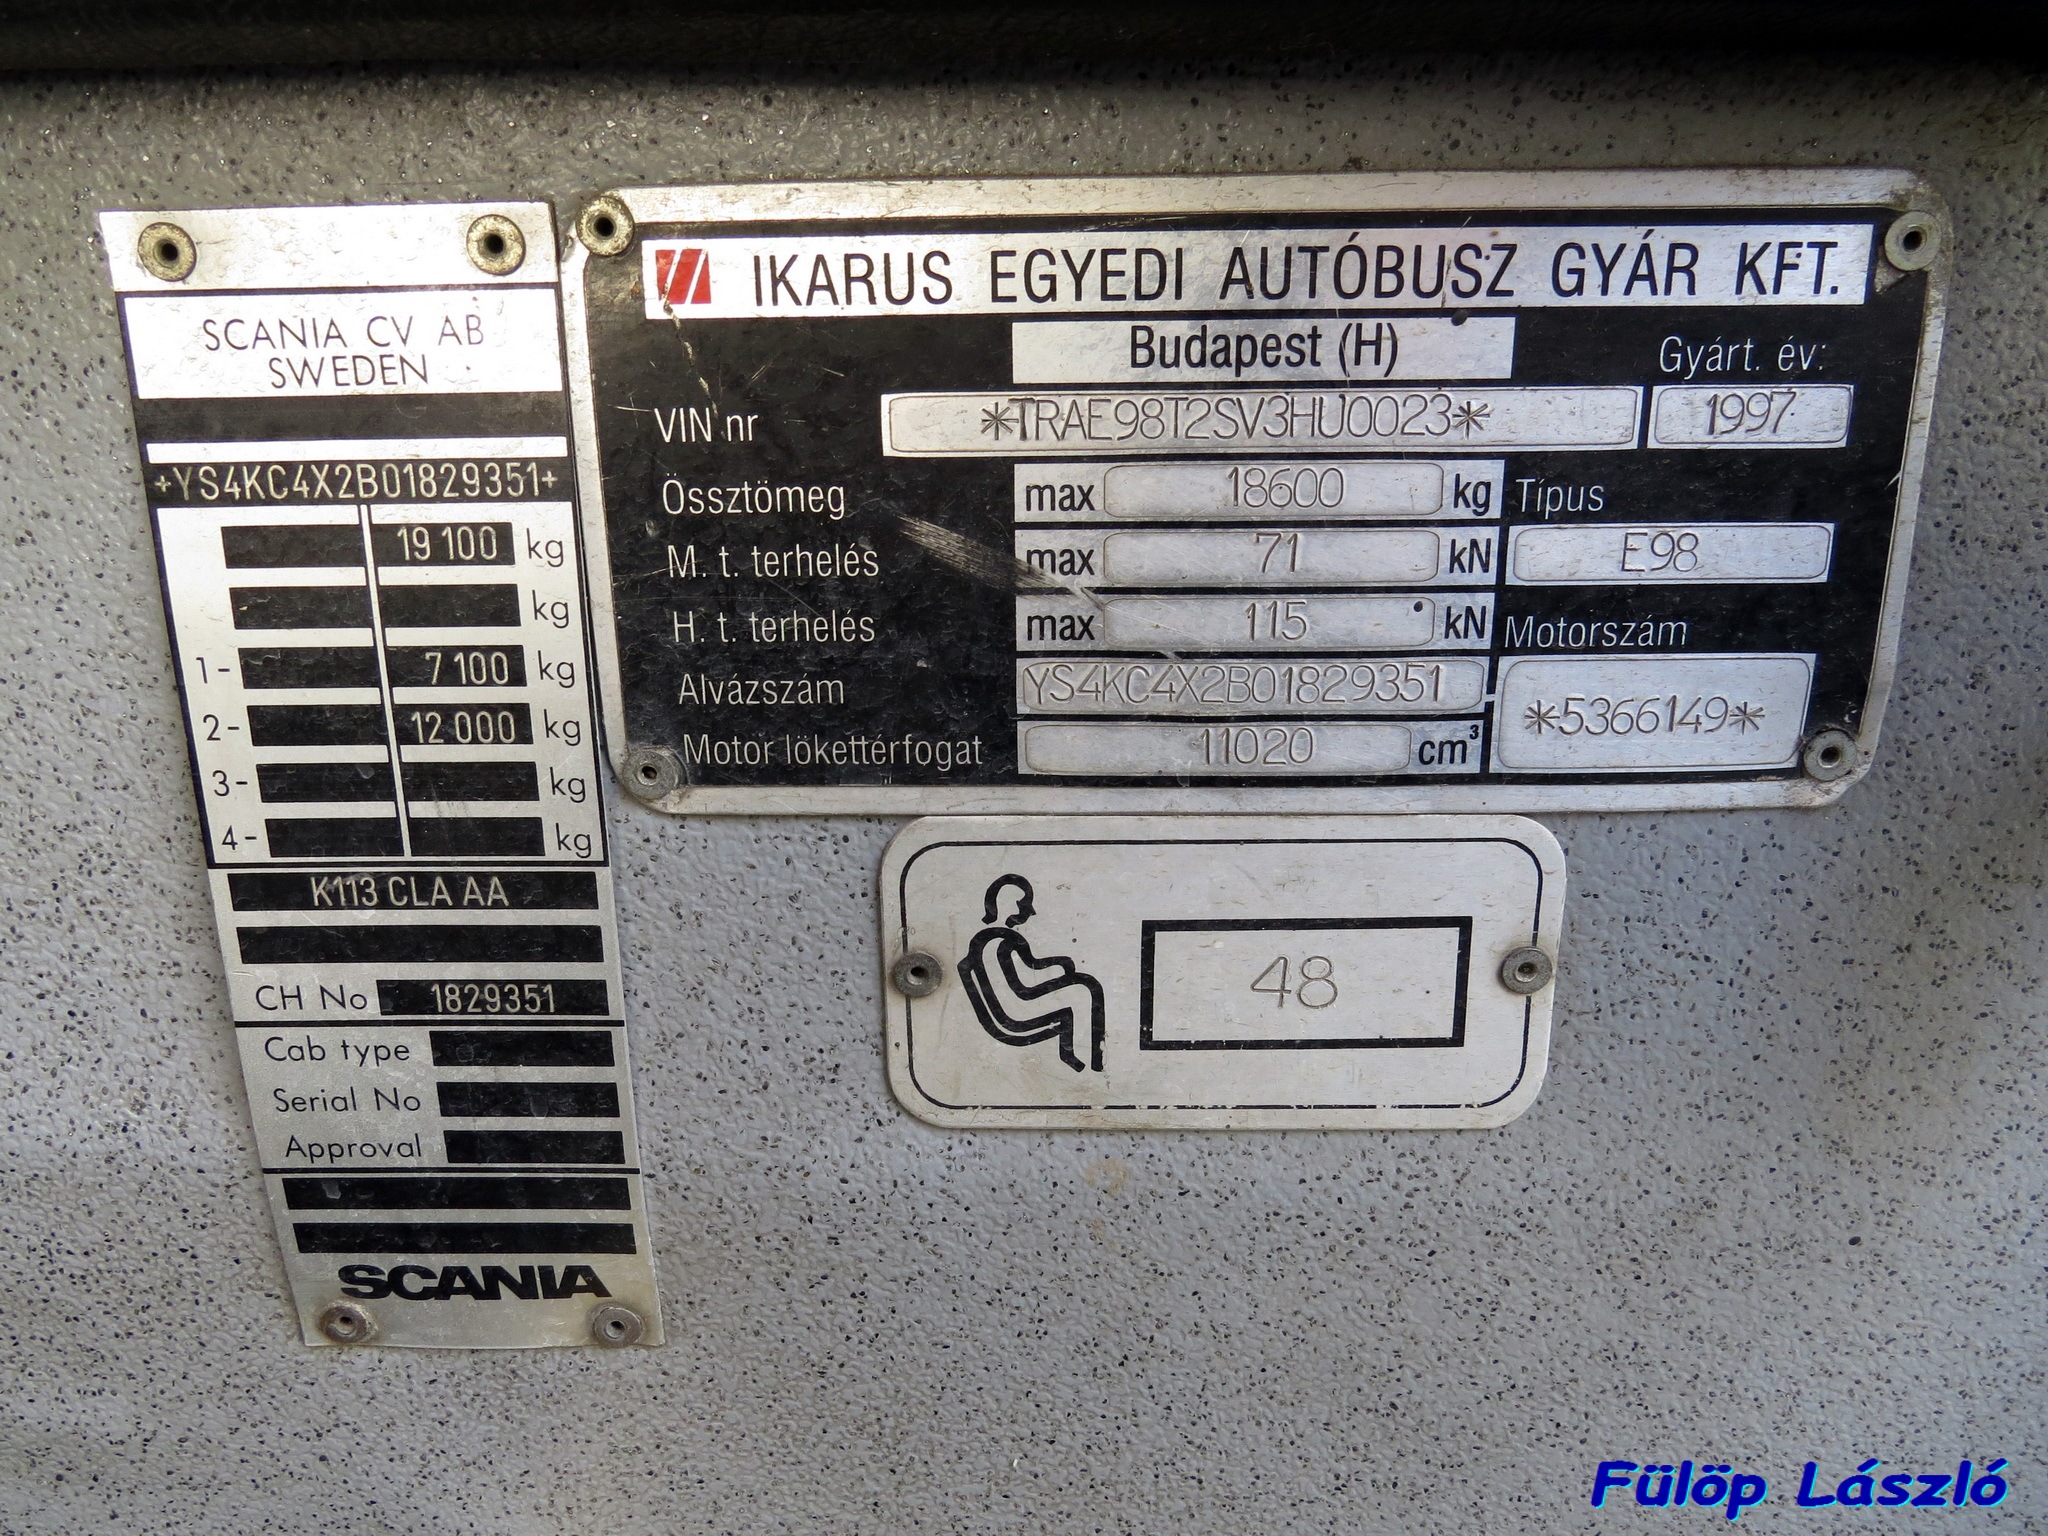 SCANIA CV AB
SWEDEN
+YS4KC4X2B01829351+
19 100 kg
kg
1- 7 100 kg
2- 12 000 kg
3- kg
4- kg
K113 CLA AA
CH No 1829351
Cab type
Serial No
Approval
SCANIA
IKARUS EGYEDI AUTÓBUSZ GYÁR KFT.
Budapest (H)
Gyárt. év:
VIN nr *TRAE98T2SV3HU0023* 1997
Össztömeg max 18600 kg Típus
M. t. terhelés max 71 kN E98
H. t. terhelés max 115 kN Motorszám
Alvázszám YS4KC4X2B01829351
*5366149*
Motor lökettérfogat 11020 cm³
48
Fülöp László